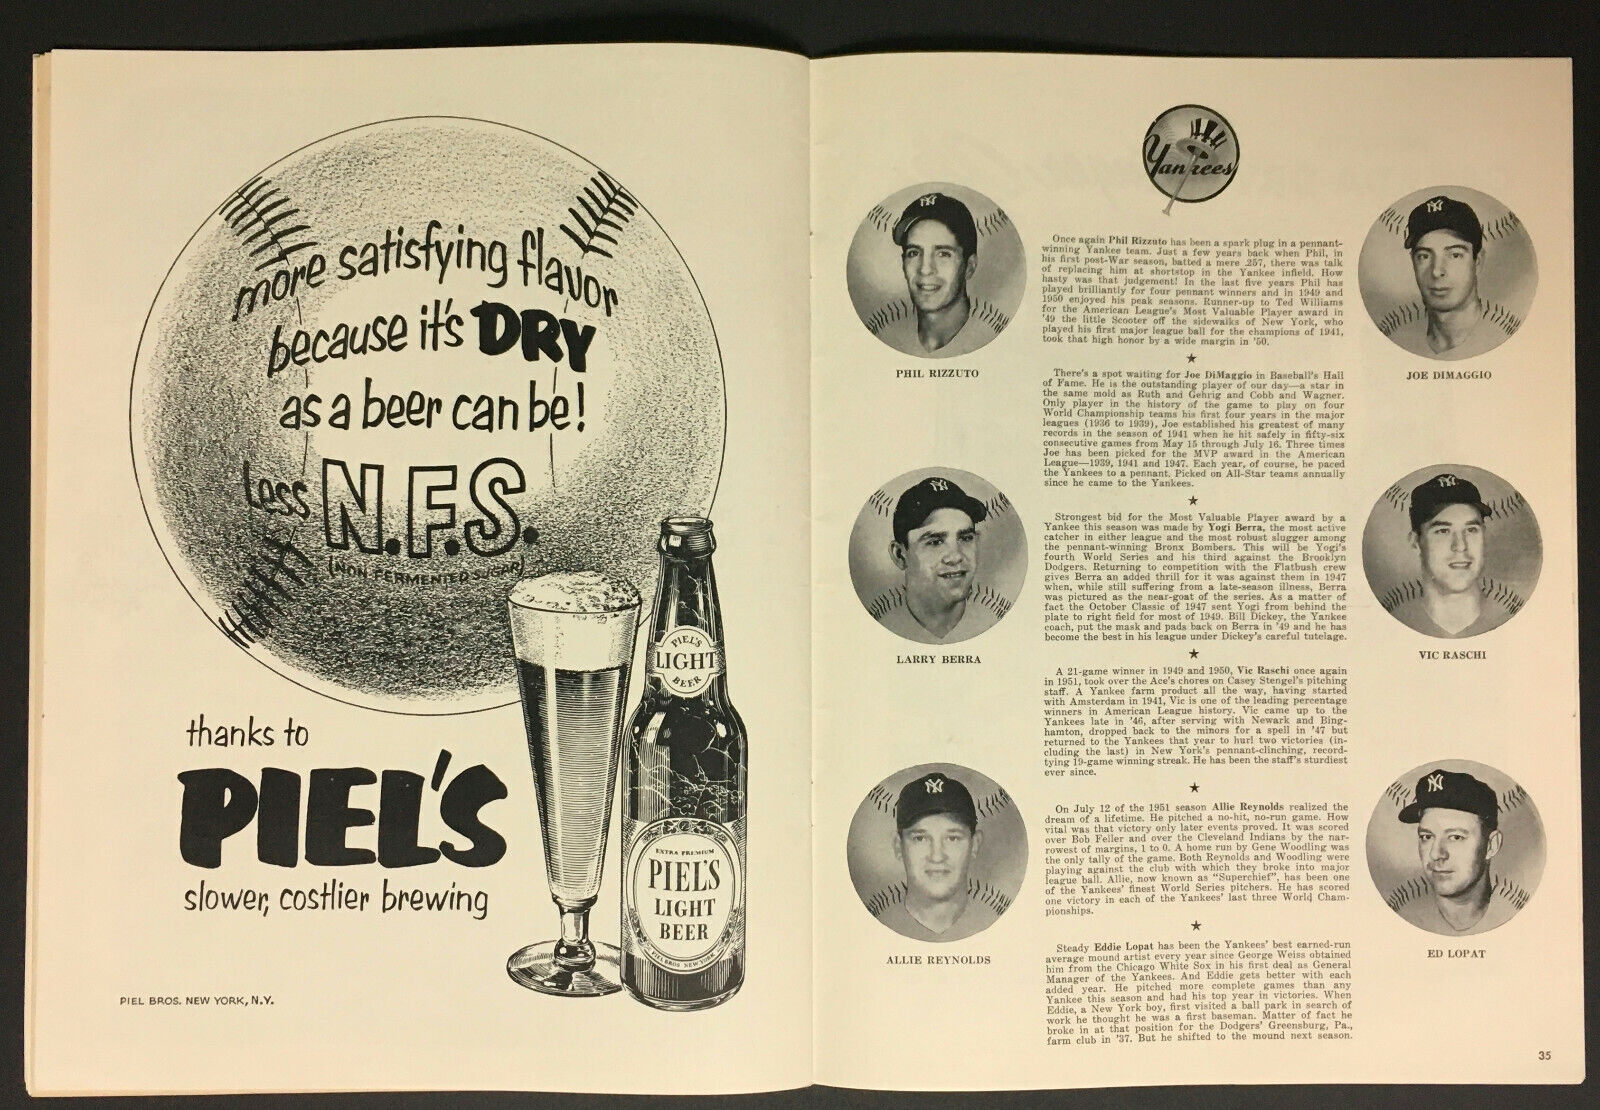 more satisfying flavor
because it's DRY
as a beer can be!
Less N.F.S.
(NON-FERMENTED SUGAR)
thanks to
PIEL'S
slower, costlier brewing
PIEL BROS. NEW YORK, N.Y.
PIEL'S
LIGHT
BEER
EXTRA PREMIUM
PIEL'S
LIGHT
BEER
PIEL BROS. NEW YORK
Yankees
PHIL RIZZUTO
JOE DIMAGGIO
LARRY BERRA
VIC RASCHI
ALLIE REYNOLDS
ED LOPAT
Once again Phil Rizzuto has been a spark plug in a pennant-
winning Yankee team. Just a few years back when Phil, in
his first post-War season, batted a mere .257, there was talk
of replacing him at shortstop in the Yankee infield. How
hasty was that judgement! In the last five years Phil has
played brilliantly for four pennant winners and in 1949 and
1950 enjoyed his peak seasons. Runner-up to Ted Williams
for the American League's Most Valuable Player award in
'49 the little Scooter off the sidewalks of New York, who
played his first major league ball for the champions of 1941,
took that high honor by a wide margin in '50.
There's a spot waiting for Joe DiMaggio in Baseball's Hall
of Fame. He is the outstanding player of our day—a star in
the same mold as Ruth and Gehrig and Cobb and Wagner.
Only player in the history of the game to play on four
World Championship teams his first four years in the major
leagues (1936 to 1939), Joe established his greatest of many
records in the season of 1941 when he hit safely in fifty-six
consecutive games from May 15 through July 16. Three times
Joe has been picked for the MVP award in the American
League—1939, 1941 and 1947. Each year, of course, he paced
the Yankees to a pennant. Picked on All-Star teams annually
since he came to the Yankees.
Strongest bid for the Most Valuable Player award by a
Yankee this season was made by Yogi Berra, the most active
catcher in either league and the most robust slugger among
the pennant-winning Bronx Bombers. This will be Yogi's
fourth World Series and his third against the Brooklyn
Dodgers. Returning to competition with the Flatbush crew
gives Berra an added thrill for it was against them in 1947
when, while still suffering from a late-season illness, Berra
was pictured as the near-goat of the series. As a matter of
fact the October Classic of 1947 sent Yogi from behind the
plate to right field for most of 1949. Bill Dickey, the Yankee
coach, put the mask and pads back on Berra in '49 and he has
become the best in his league under Dickey's careful tutelage.
A 21-game winner in 1949 and 1950, Vic Raschi once again
in 1951, took over the Ace's chores on Casey Stengel's pitching
staff. A Yankee farm product all the way, having started
with Amsterdam in 1941, Vic is one of the leading percentage
winners in American League history. Vic came up to the
Yankees late in '46, after serving with Newark and Bing-
hamton, dropped back to the minors for a spell in '47 but
returned to the Yankees that year to hurl two victories (in-
cluding the last) in New York's pennant-clinching, record-
tying 19-game winning streak. He has been the staff's sturdiest
ever since.
On July 12 of the 1951 season Allie Reynolds realized the
dream of a lifetime. He pitched a no-hit, no-run game. How
vital was that victory only later events proved. It was scored
over Bob Feller and over the Cleveland Indians by the nar-
rowest of margins, 1 to 0. A home run by Gene Woodling was
the only tally of the game. Both Reynolds and Woodling were
playing against the club with which they broke into major
league ball. Allie, now known as "Superchief", has been one
of the Yankees' finest World Series pitchers. He has scored
one victory in each of the Yankees' last three World Cham-
pionships.
Steady Eddie Lopat has been the Yankees' best earned-run
average mound artist every year since George Weiss obtained
him from the Chicago White Sox in his first deal as General
Manager of the Yankees. And Eddie gets better with each
added year. He pitched more complete games than any
Yankee this season and had his top year in victories. When
Eddie, a New York boy, first visited a ball park in search of
work he thought he was a first baseman. Matter of fact he
broke in at that position for the Dodgers' Greensburg, Pa.,
farm club in '37. But he shifted to the mound next season.
35